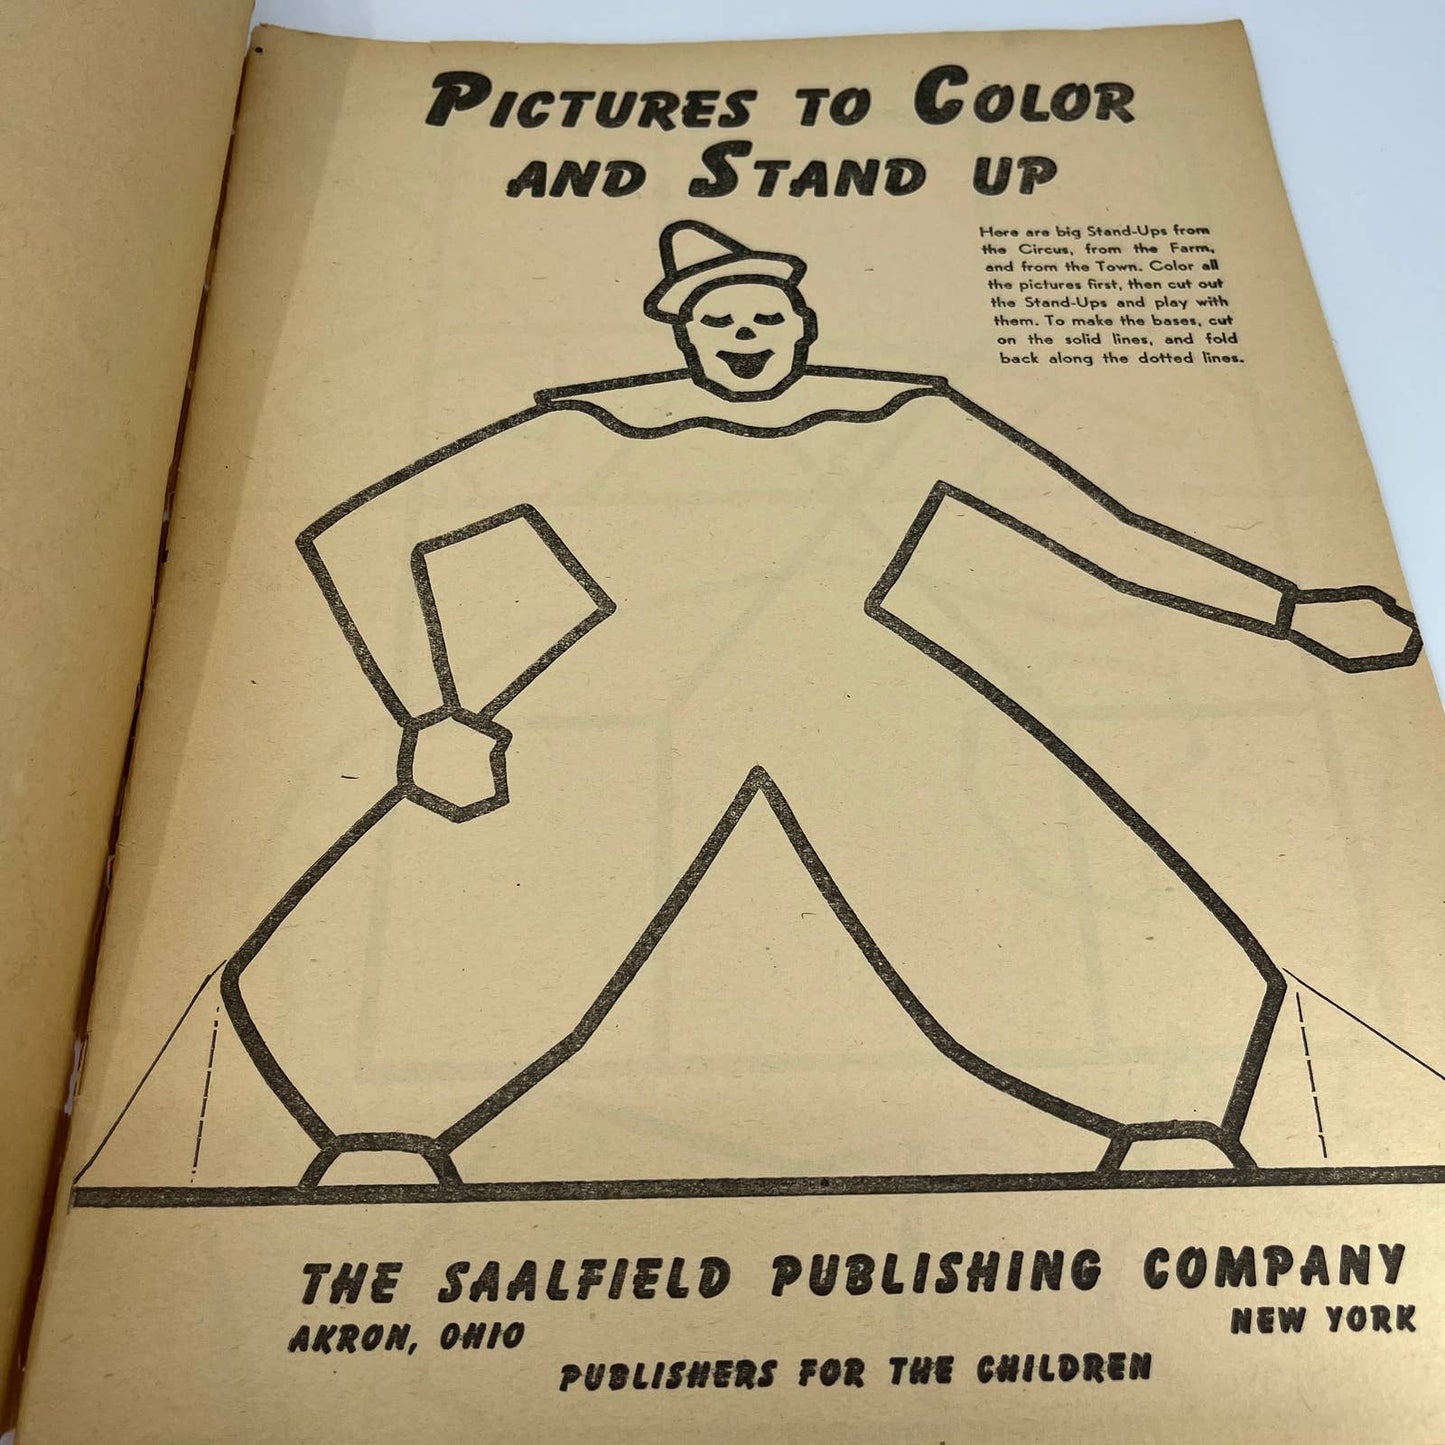 PICTURES TO COLOR
AND STAND UP
Here are big Stand-Ups from
the Circus, from the Farm,
and from the Town. Color all
the pictures first, then cut out
the Stand-Ups and play with
them. To make the bases, cut
on the solid lines, and fold
back along the dotted lines.
THE SAALFIELD PUBLISHING COMPANY
AKRON, OHIO NEW YORK
PUBLISHERS FOR THE CHILDREN